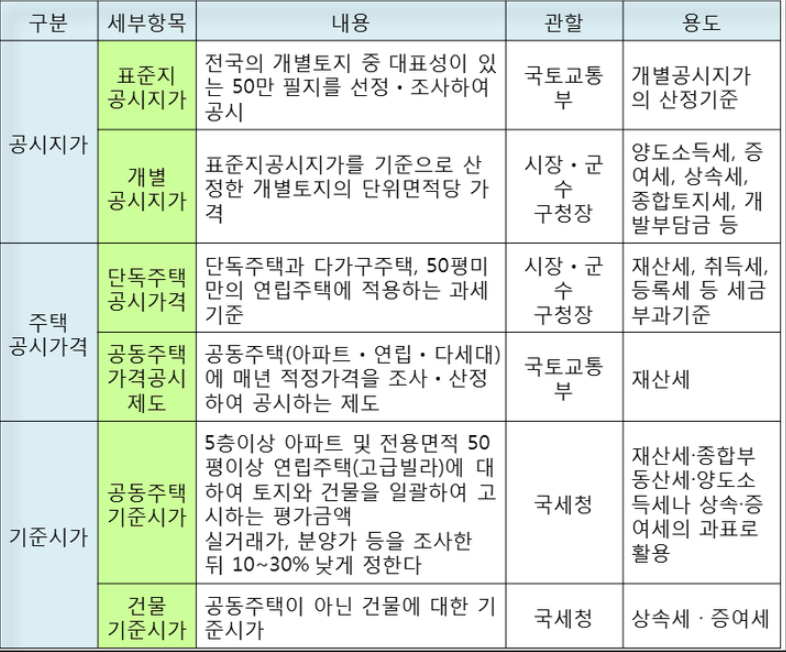 구분 세부항목 내용 관할 용도
공시지가
표준지
공시지가
전국의 개별토지 중 대표성이 있
는 50만 필지를 선정・조사하여
공시
국토교통
부
개별공시지가
의 산정기준
개별
공시지가
표준지공시지가를 기준으로 산
정한 개별토지의 단위면적당 가
격
시장・군
수
구청장
양도소득세, 증
여세, 상속세,
종합토지세, 개
발부담금 등
주택
공시가격
단독주택
공시가격
단독주택과 다가구주택, 50평미
만의 연립주택에 적용하는 과세
기준
시장・군
수
구청장
재산세, 취득세,
등록세 등 세금
부과기준
공동주택
가격공시
제도
공동주택(아파트・연립・다세대)
에 매년 적정가격을 조사・산정
하여 공시하는 제도
국토교통
부
재산세
기준시가
공동주택
기준시가
5층이상 아파트 및 전용면적 50
평이상 연립주택(고급빌라)에 대
하여 토지와 건물을 일괄하여 고
시하는 평가금액
실거래가, 분양가 등을 조사한
뒤 10~30% 낮게 정한다
국세청
재산세·종합부
동산세·양도소
득세나 상속·증
여세의 과표로
활용
건물
기준시가
공동주택이 아닌 건물에 대한 기
준시가
국세청
상속세ㆍ증여세